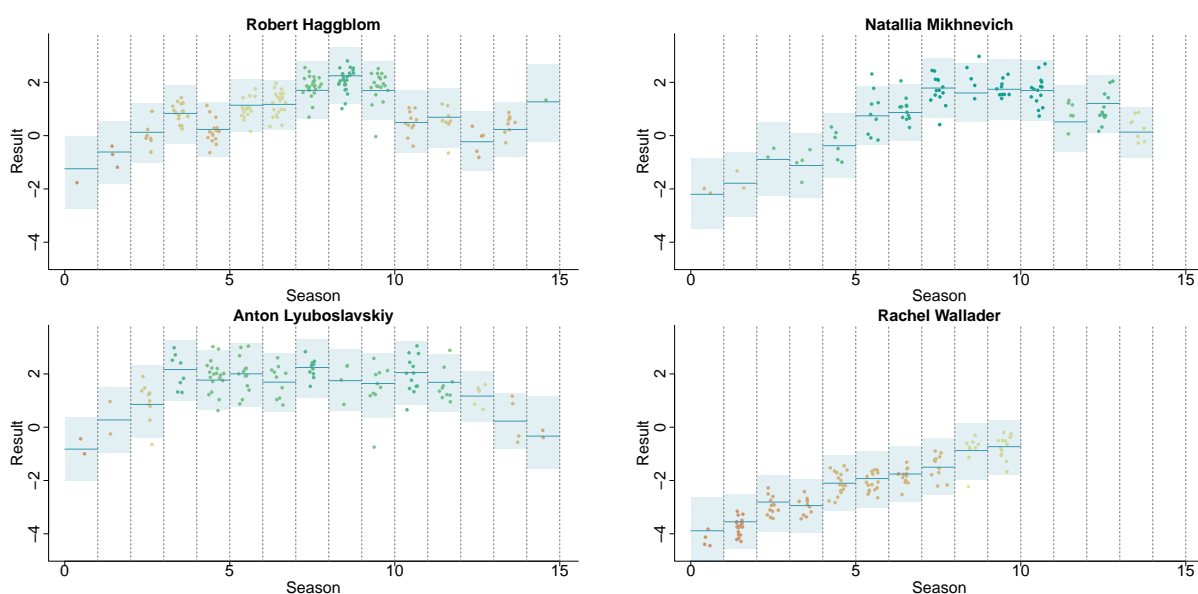 Robert Haggblom
Result
2
0
−2
−4
0 5 10 15
Season
Natallia Mikhnevich
Result
2
0
−2
−4
0 5 10 15
Season
Anton Lyuboslavskiy
Result
2
0
−2
−4
0 5 10 15
Season
Rachel Wallader
Result
2
0
−2
−4
0 5 10 15
Season